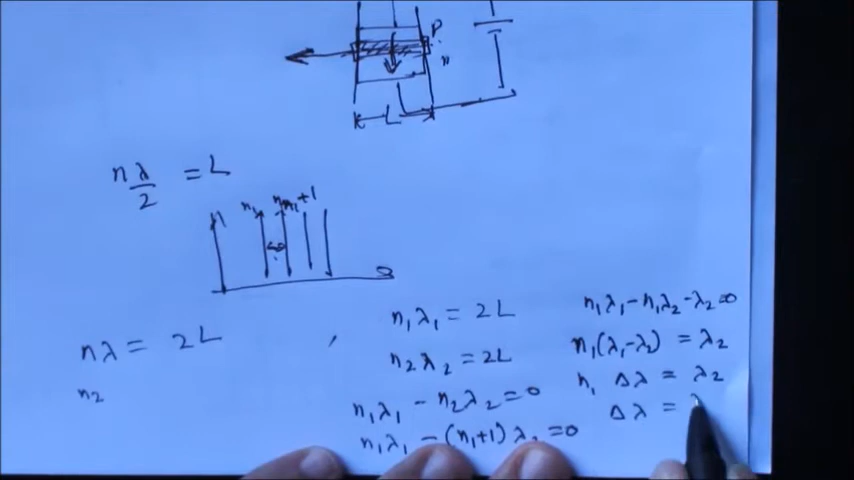 P
n
L
nλ/2 = L
n₁ n₁+1
nλ = 2L
n₂
n₁λ₁ = 2L
n₂λ₂ = 2L
n₁λ₁ - n₂λ₂ = 0
n₁λ₁ - (n₁+1)λ₂ = 0
n₁λ₁ - n₁λ₂ - λ₂ = 0
n₁(λ₁-λ₂) = λ₂
n₁ Δλ = λ₂
Δλ =